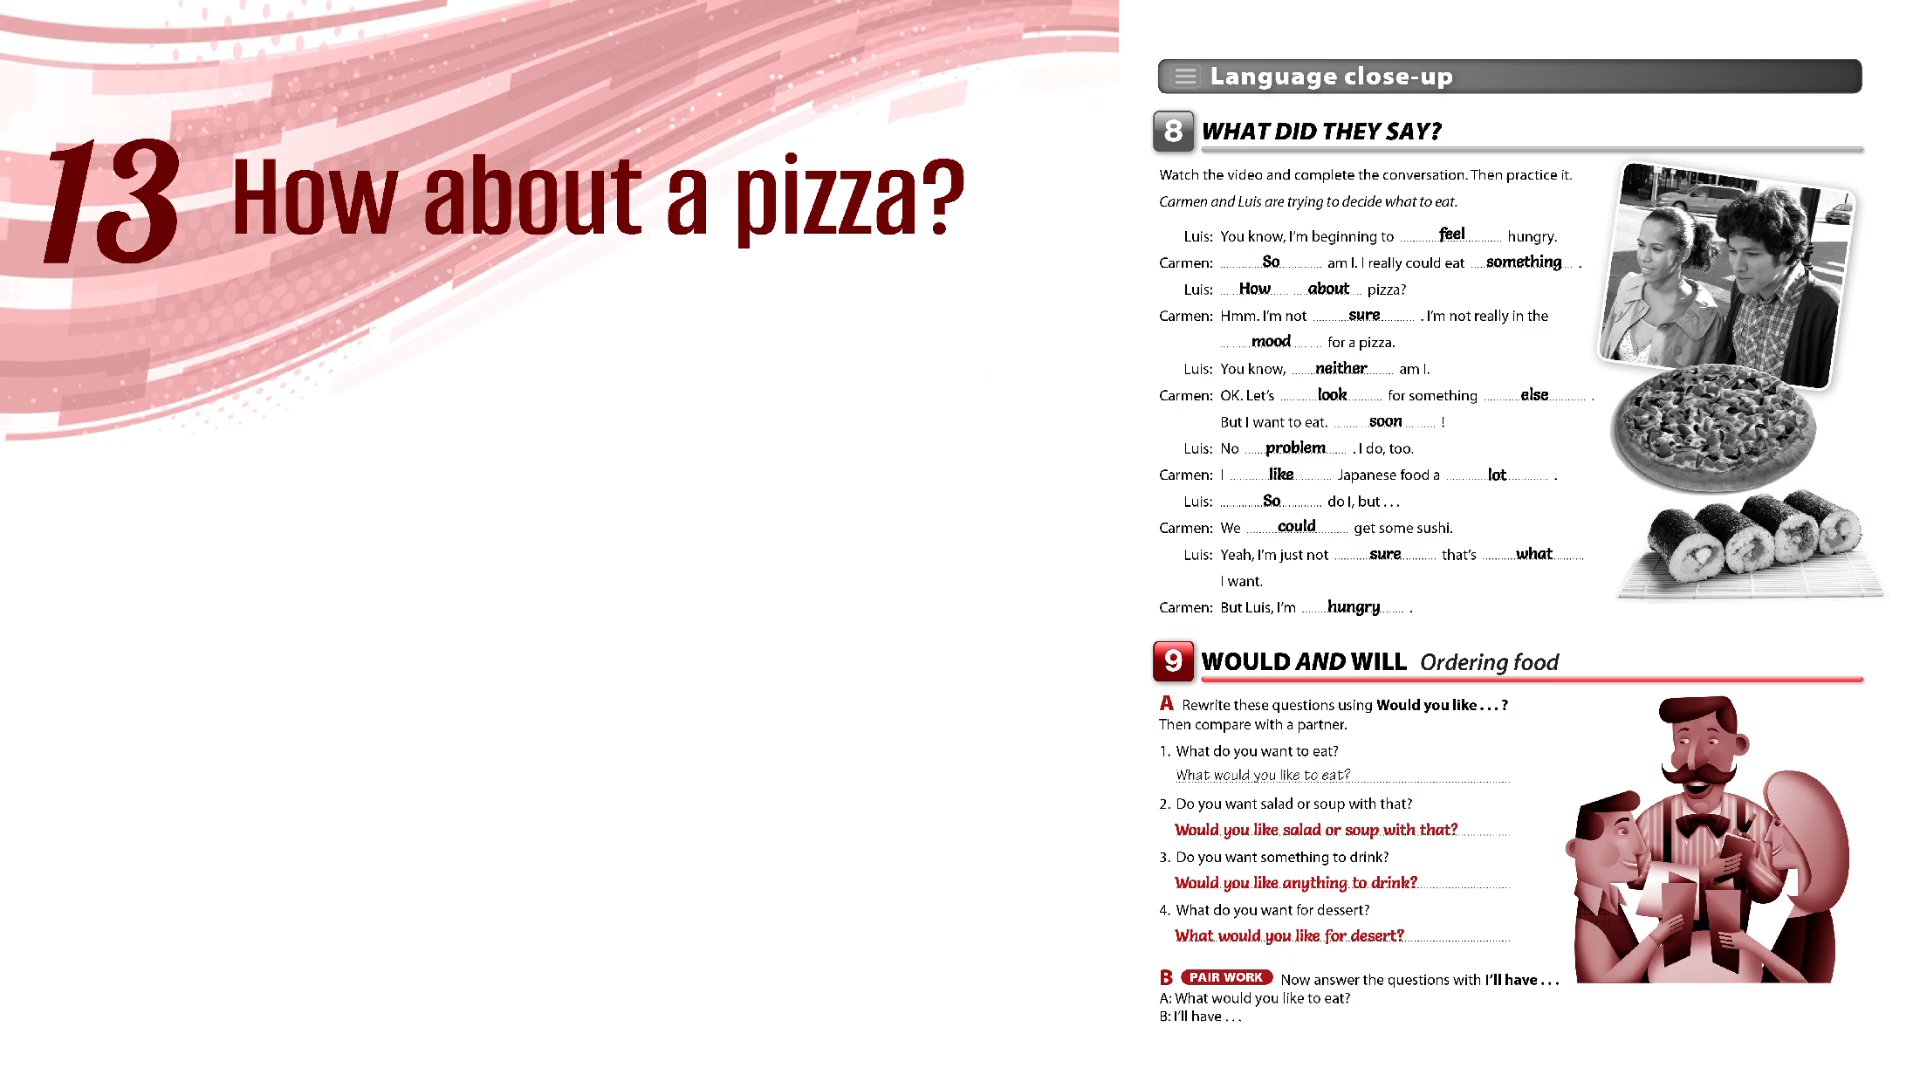 13 How about a pizza?
Language close-up
8 WHAT DID THEY SAY?
Watch the video and complete the conversation. Then practice it.
Carmen and Luis are trying to decide what to eat.
Luis: You know, I'm beginning to feel hungry.
Carmen: So am I. I really could eat something .
Luis: How about pizza?
Carmen: Hmm. I'm not sure . I'm not really in the
mood for a pizza.
Luis: You know, neither am I.
Carmen: OK. Let's look for something else .
But I want to eat. soon !
Luis: No problem . I do, too.
Carmen: I like Japanese food a lot .
Luis: So do I, but . . .
Carmen: We could get some sushi.
Luis: Yeah, I'm just not sure that's what
I want.
Carmen: But Luis, I'm hungry .
9 WOULD AND WILL Ordering food
A Rewrite these questions using Would you like . . . ?
Then compare with a partner.
1. What do you want to eat?
What would you like to eat?
2. Do you want salad or soup with that?
Would you like salad or soup with that?
3. Do you want something to drink?
Would you like anything to drink?
4. What do you want for dessert?
What would you like for desert?
B PAIR WORK Now answer the questions with I'll have . . .
A: What would you like to eat?
B: I'll have . . .